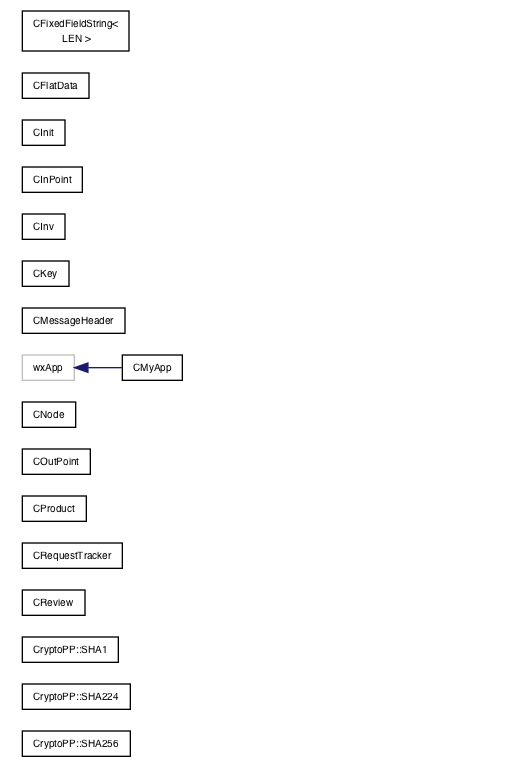 CFixedFieldString<
LEN >
CFlatData
CInit
CInPoint
CInv
CKey
CMessageHeader
wxApp
CMyApp
CNode
COutPoint
CProduct
CRequestTracker
CReview
CryptoPP::SHA1
CryptoPP::SHA224
CryptoPP::SHA256